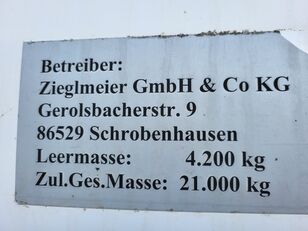 Betreiber:
Zieglmeier GmbH & Co KG
Gerolsbacherstr. 9
86529 Schrobenhausen
Leermasse: 4.200 kg
Zul.Ges.Masse: 21.000 kg